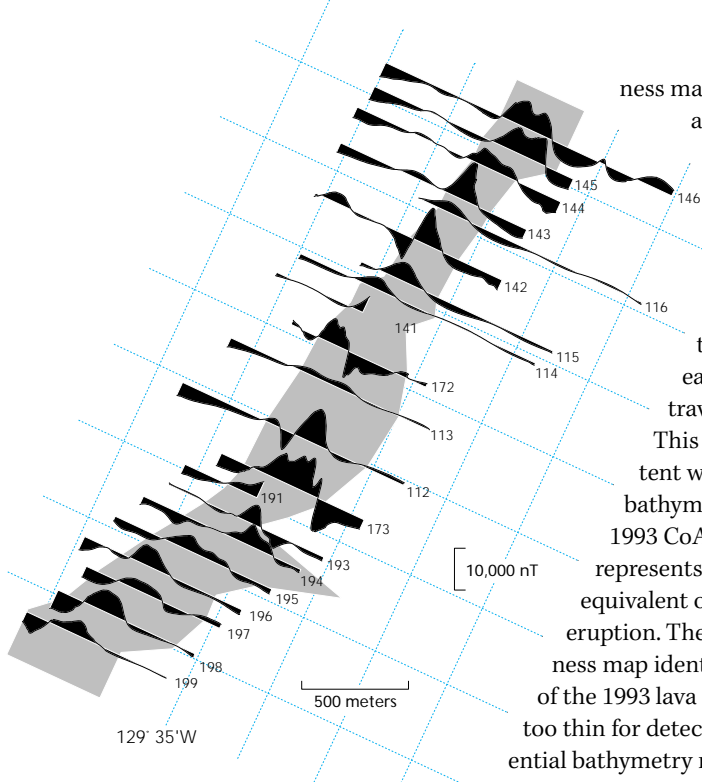 ness ma
a
146
145
144
143
142
116
141
115
114
t
ea
172
trav
113
This
tent w
112
bathym
191
173
1993 CoA
193
10,000 nT
represents
194
195
equivalent o
196
eruption. The
197
ness map ident
198
of the 1993 lava
199
500 meters
too thin for detec
129° 35'W
ential bathymetry r